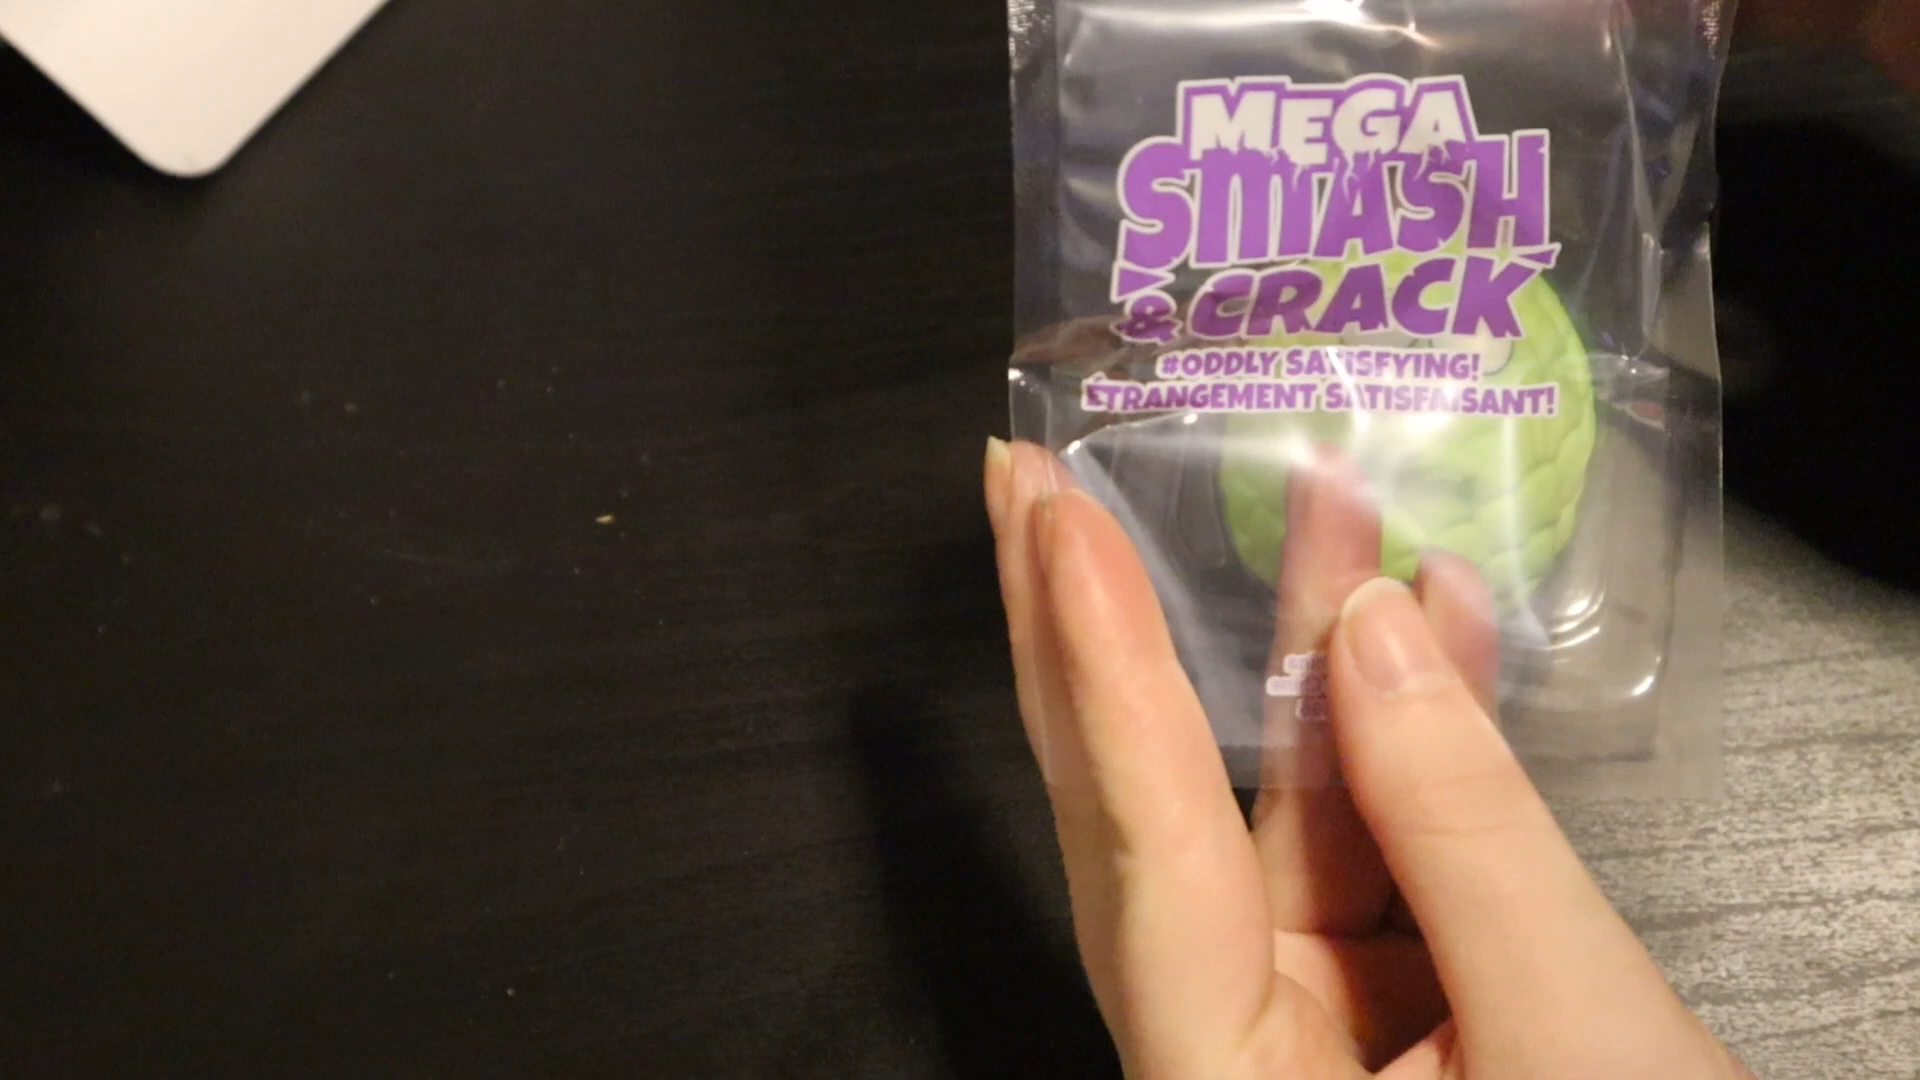 MEGA
SMASH
& CRACK
#ODDLY SATISFYING!
ÉTRANGEMENT SATISFAISANT!